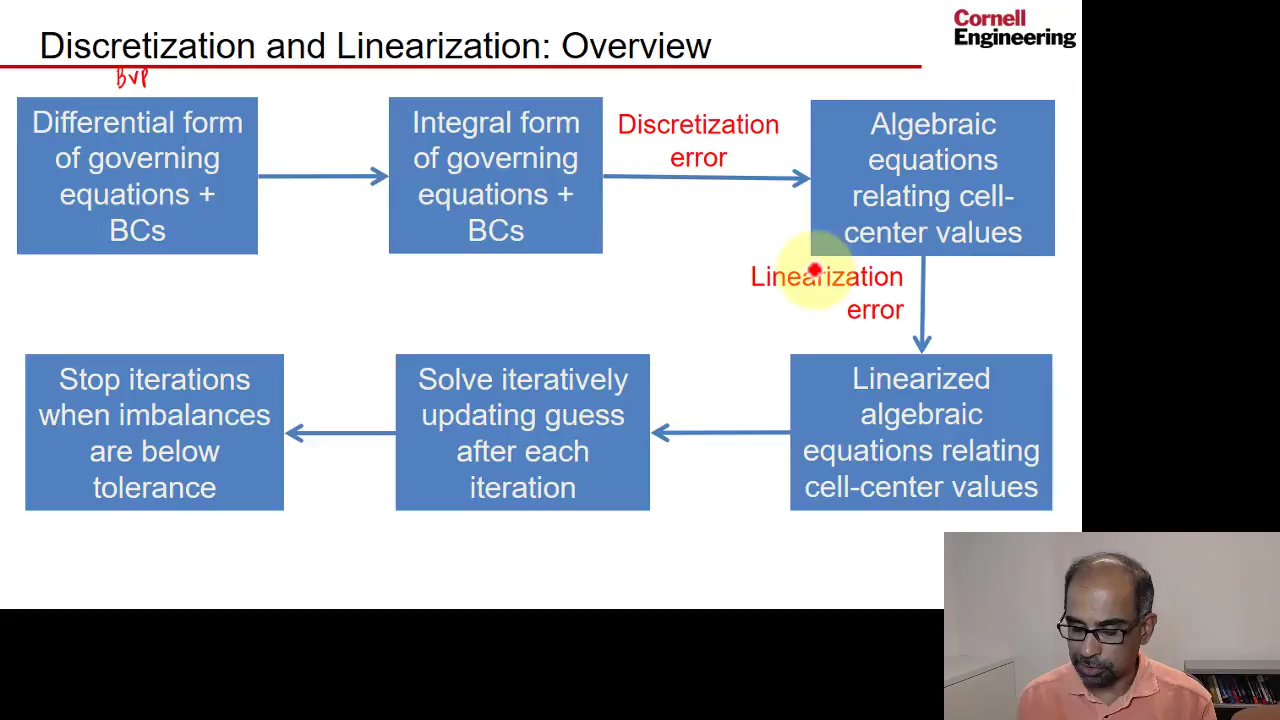 Discretization and Linearization: Overview
Cornell
Engineering
BVP
Differential form
of governing
equations +
BCs
Integral form
of governing
equations +
BCs
Discretization
error
Algebraic
equations
relating cell-
center values
Linearization
error
Stop iterations
when imbalances
are below
tolerance
Solve iteratively
updating guess
after each
iteration
Linearized
algebraic
equations relating
cell-center values